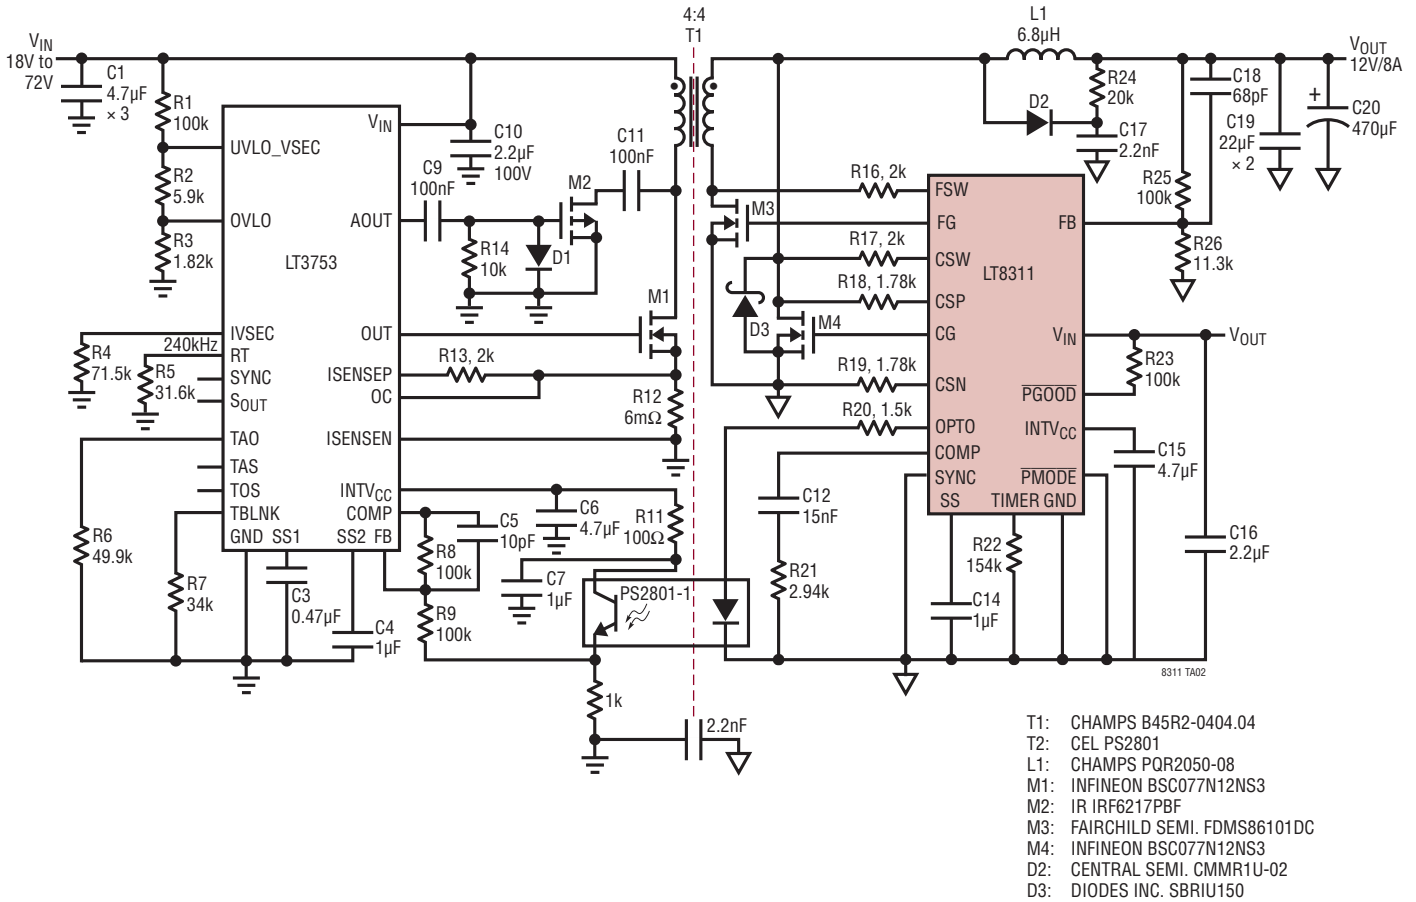 4:4
T1
L1
6.8µH
VIN
18V to
72V
C1
4.7µF
× 3
R1
100k
R2
5.9k
R3
1.82k
VIN
UVLO_VSEC
OVLO
AOUT
LT3753
C10
2.2µF
100V
C9
100nF
C11
100nF
M2
R14
10k
D1
M1
IVSEC
240kHz
RT
SYNC
SOUT
TAO
TAS
TOS
TBLNK
GND
SS1
SS2
FB
OUT
ISENSEP
OC
ISENSEN
INTVCC
COMP
R4
71.5k
R5
31.6k
R13, 2k
R12
6mΩ
R6
49.9k
R7
34k
C3
0.47µF
C4
1µF
R8
100k
C5
10pF
R9
100k
C6
4.7µF
R11
100Ω
C7
1µF
PS2801-1
1k
2.2nF
R24
20k
D2
C17
2.2nF
R25
100k
C18
68pF
C19
22µF
× 2
+
C20
470µF
VOUT
12V/8A
R26
11.3k
R16, 2k
M3
R17, 2k
R18, 1.78k
D3
M4
R19, 1.78k
R20, 1.5k
FSW
FG
CSW
CSP
CG
CSN
OPTO
COMP
SYNC
SS
TIMER
GND
LT8311
FB
VIN
PGOOD
INTVCC
PMODE
VOUT
R23
100k
C15
4.7µF
C16
2.2µF
C12
15nF
R21
2.94k
C14
1µF
R22
154k
8311 TA02
T1: CHAMPS B45R2-0404.04
T2: CEL PS2801
L1: CHAMPS PQR2050-08
M1: INFINEON BSC077N12NS3
M2: IR IRF6217PBF
M3: FAIRCHILD SEMI. FDMS86101DC
M4: INFINEON BSC077N12NS3
D2: CENTRAL SEMI. CMMR1U-02
D3: DIODES INC. SBRIU150